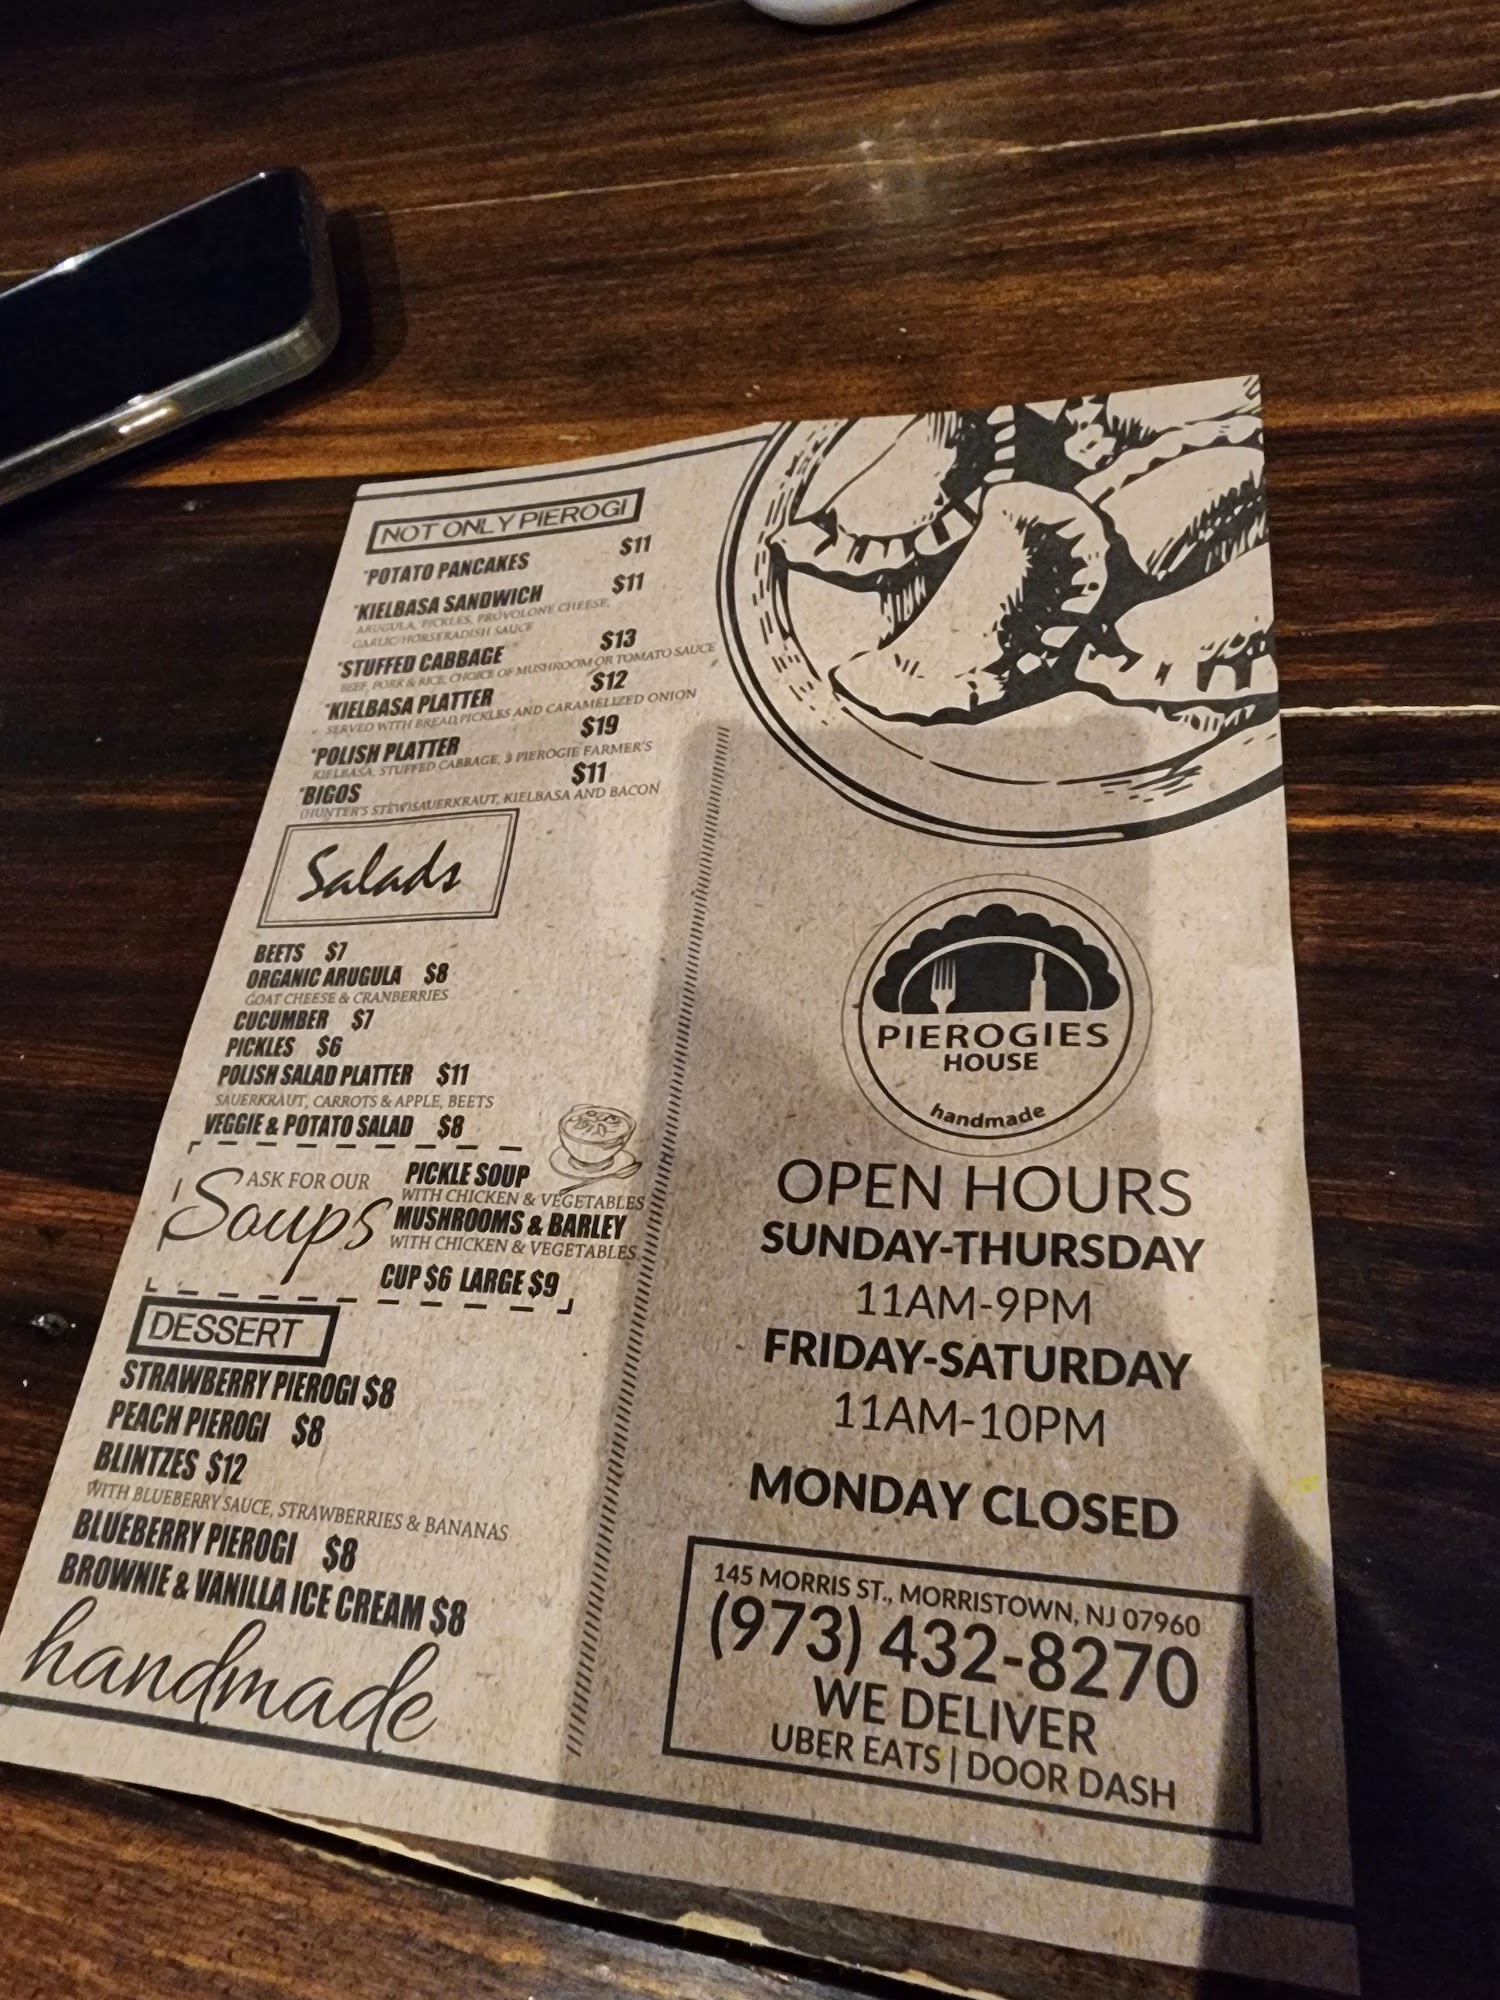 NOT ONLY PIEROGI
*POTATO PANCAKES $11
*KIELBASA SANDWICH $11
ARUGULA, PICKLES, PROVOLONE CHEESE,
GARLIC/HORSERADISH SAUCE
*STUFFED CABBAGE $13
BEEF, PORK & RICE, CHOICE OF MUSHROOM OR TOMATO SAUCE
*KIELBASA PLATTER $12
SERVED WITH BREAD, PICKLES AND CARAMELIZED ONION
*POLISH PLATTER $19
KIELBASA, STUFFED CABBAGE, 3 PIEROGIE FARMER'S
*BIGOS $11
(HUNTER'S STEW)SAUERKRAUT, KIELBASA AND BACON
Salads
BEETS $7
ORGANIC ARUGULA $8
GOAT CHEESE & CRANBERRIES
CUCUMBER $7
PICKLES $6
POLISH SALAD PLATTER $11
SAUERKRAUT, CARROTS & APPLE, BEETS
VEGGIE & POTATO SALAD $8
ASK FOR OUR
Soups
PICKLE SOUP
WITH CHICKEN & VEGETABLES
MUSHROOMS & BARLEY
WITH CHICKEN & VEGETABLES
CUP $6 LARGE $9
DESSERT
STRAWBERRY PIEROGI $8
PEACH PIEROGI $8
BLINTZES $12
WITH BLUEBERRY SAUCE, STRAWBERRIES & BANANAS
BLUEBERRY PIEROGI $8
BROWNIE & VANILLA ICE CREAM $8
handmade
PIEROGIES
HOUSE
handmade
OPEN HOURS
SUNDAY-THURSDAY
11AM-9PM
FRIDAY-SATURDAY
11AM-10PM
MONDAY CLOSED
145 MORRIS ST., MORRISTOWN, NJ 07960
(973) 432-8270
WE DELIVER
UBER EATS | DOOR DASH